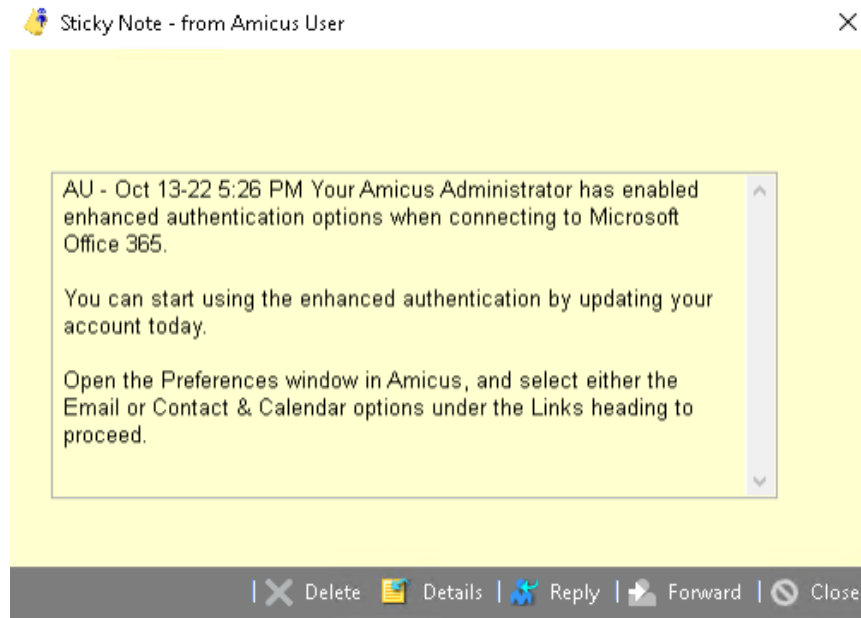 Sticky Note - from Amicus User
AU - Oct 13-22 5:26 PM Your Amicus Administrator has enabled
enhanced authentication options when connecting to Microsoft
Office 365.
You can start using the enhanced authentication by updating your
account today.
Open the Preferences window in Amicus, and select either the
Email or Contact & Calendar options under the Links heading to
proceed.
Delete Details Reply Forward Close